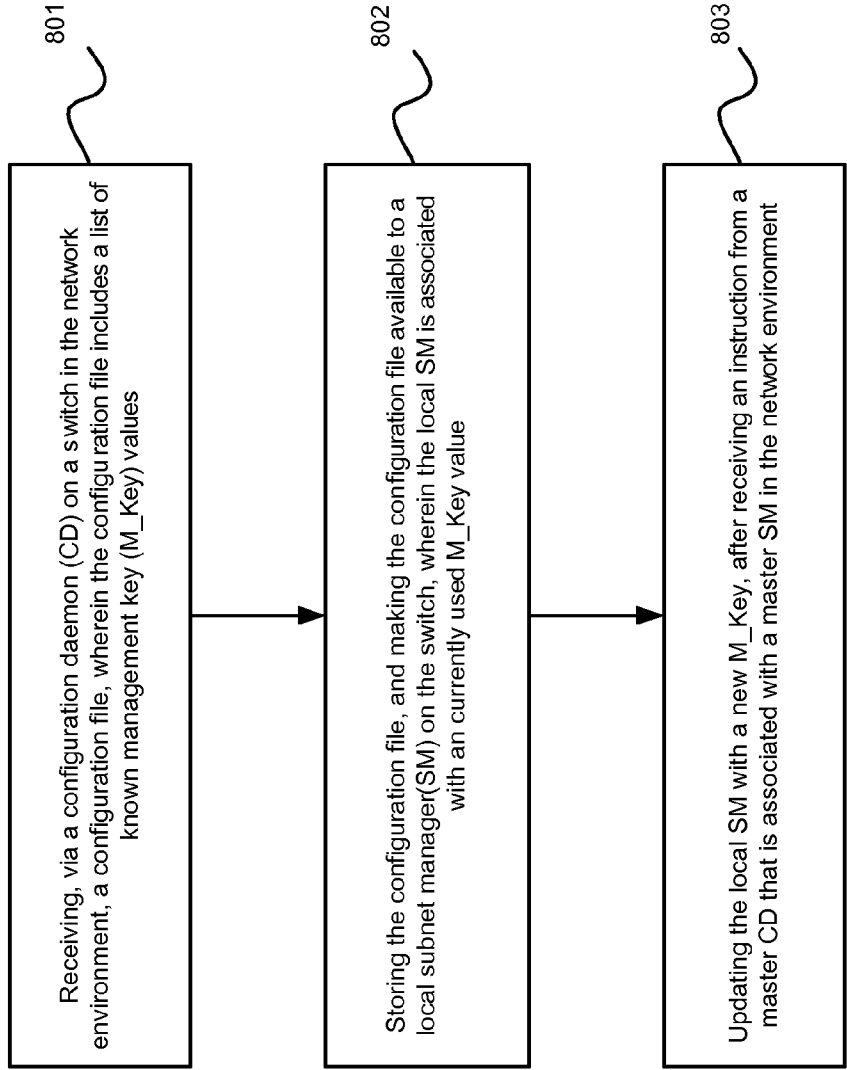 Receiving, via a configuration daemon (CD) on a switch in the network
environment, a configuration file, wherein the configuration file includes a list of
known management key (M_Key) values
801
Storing the configuration file, and making the configuration file available to a
local subnet manager(SM) on the switch, wherein the local SM is associated
with an currently used M_Key value
802
Updating the local SM with a new M_Key, after receiving an instruction from a
master CD that is associated with a master SM in the network environment
803